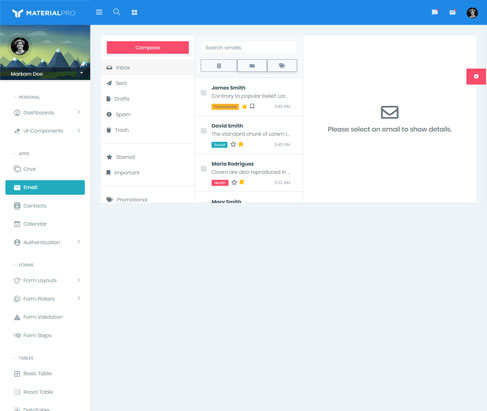 MATERIALPRO
Markarn Doe
PERSONAL
Dashboards
UI-Components
APPS
Chat
Email
Contacts
Calendar
Authentication
FORMS
Form Layouts
Form Pickers
Form Validation
Form Steps
TABLES
Basic Table
React Table
DataTable
Compose
Inbox
Sent
Drafts
Spam
Trash
Starred
Important
Promotional
Search emails
James Smith
Contrary to popular belief, Lor...
Promotional
3:45 PM
David Smith
The standard chunk of Lorem I...
Social
5:45 PM
Maria Rodriguez
Cicero are also reproduced in ...
Health
6:52 AM
Mary Smith
Please select an email to show details.